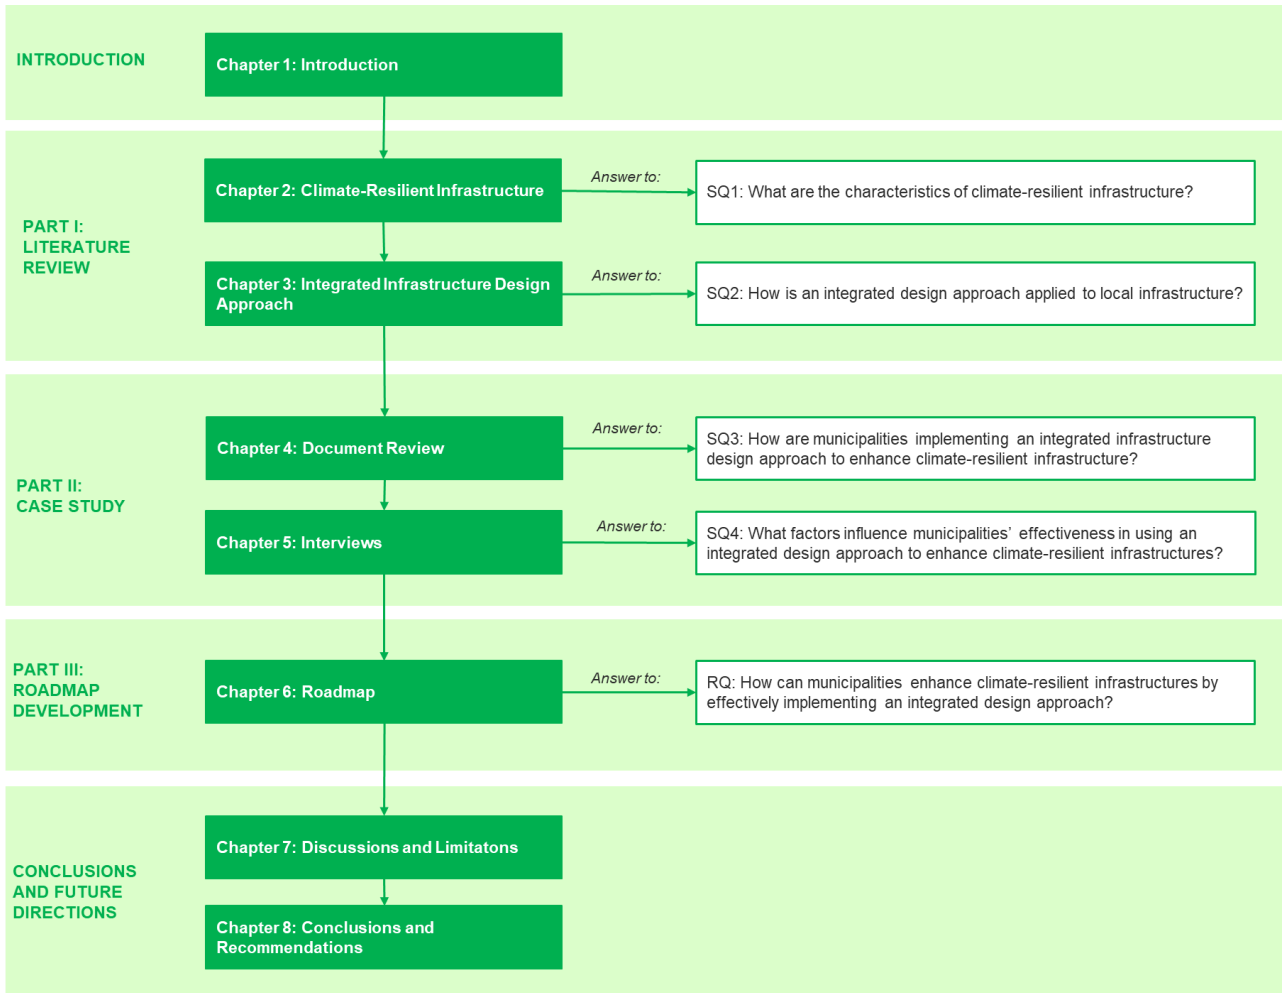 INTRODUCTION
Chapter 1: Introduction
PART I:
LITERATURE
REVIEW
Chapter 2: Climate-Resilient Infrastructure
Answer to:
SQ1: What are the characteristics of climate-resilient infrastructure?
Chapter 3: Integrated Infrastructure Design
Approach
Answer to:
SQ2: How is an integrated design approach applied to local infrastructure?
PART II:
CASE STUDY
Chapter 4: Document Review
Answer to:
SQ3: How are municipalities implementing an integrated infrastructure
design approach to enhance climate-resilient infrastructure?
Chapter 5: Interviews
Answer to:
SQ4: What factors influence municipalities’ effectiveness in using an
integrated design approach to enhance climate-resilient infrastructures?
PART III:
ROADMAP
DEVELOPMENT
Chapter 6: Roadmap
Answer to:
RQ: How can municipalities enhance climate-resilient infrastructures by
effectively implementing an integrated design approach?
CONCLUSIONS
AND FUTURE
DIRECTIONS
Chapter 7: Discussions and Limitatons
Chapter 8: Conclusions and
Recommendations